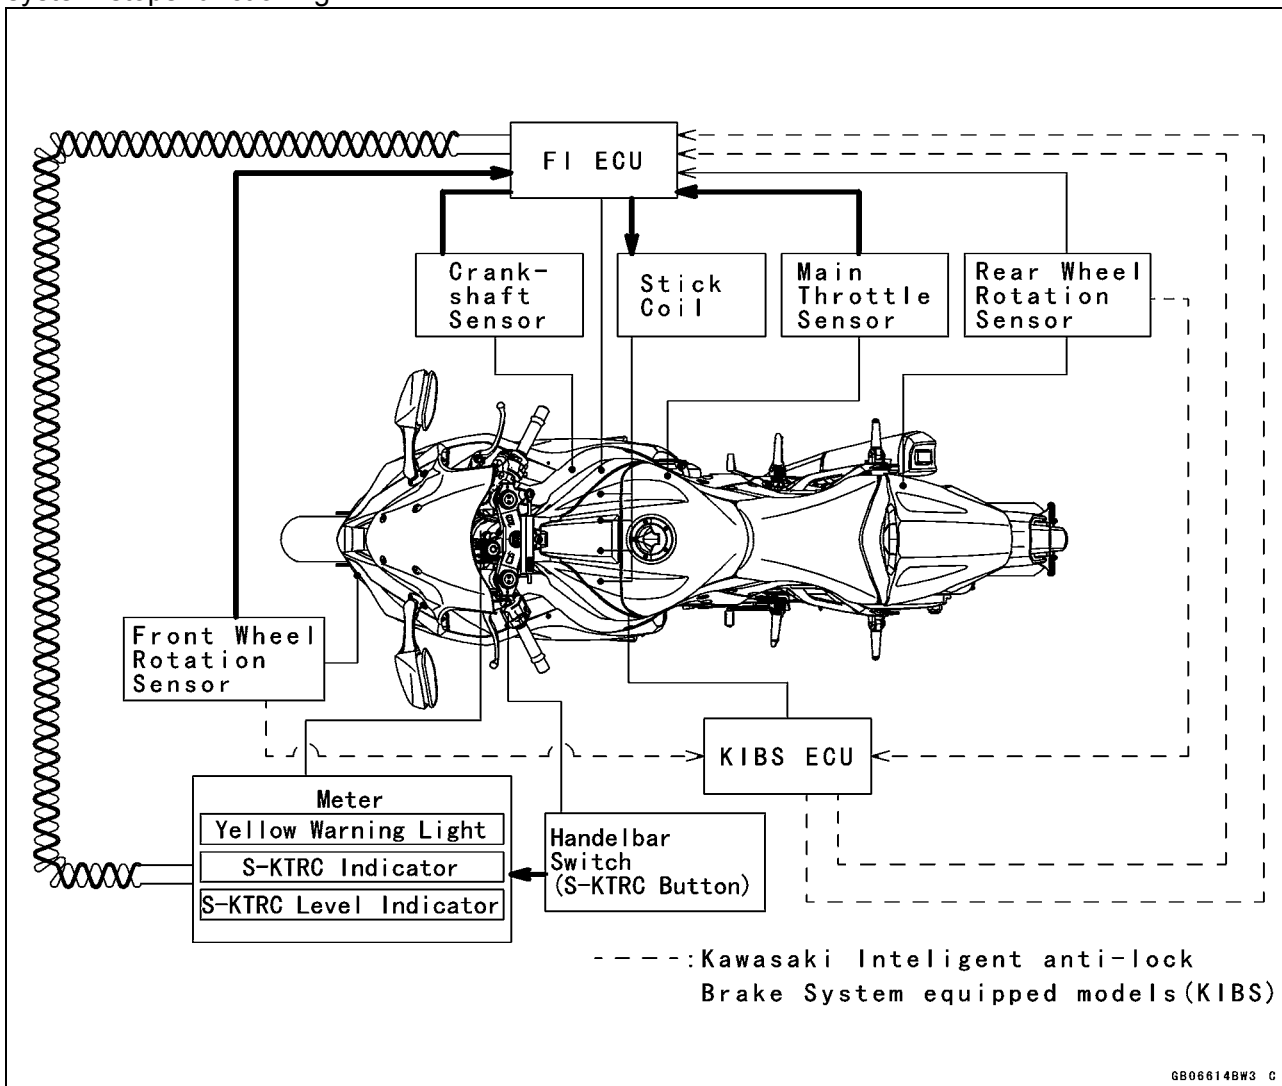 FI ECU
Crank-
shaft
Sensor
Stick
Coil
Main
Throttle
Sensor
Rear Wheel
Rotation
Sensor
Front Wheel
Rotation
Sensor
KIBS ECU
Meter
Yellow Warning Light
S-KTRC Indicator
S-KTRC Level Indicator
Handelbar
Switch
(S-KTRC Button)
----:Kawasaki Inteligent anti-lock
Brake System equipped models(KIBS)
GB06614BW3 C